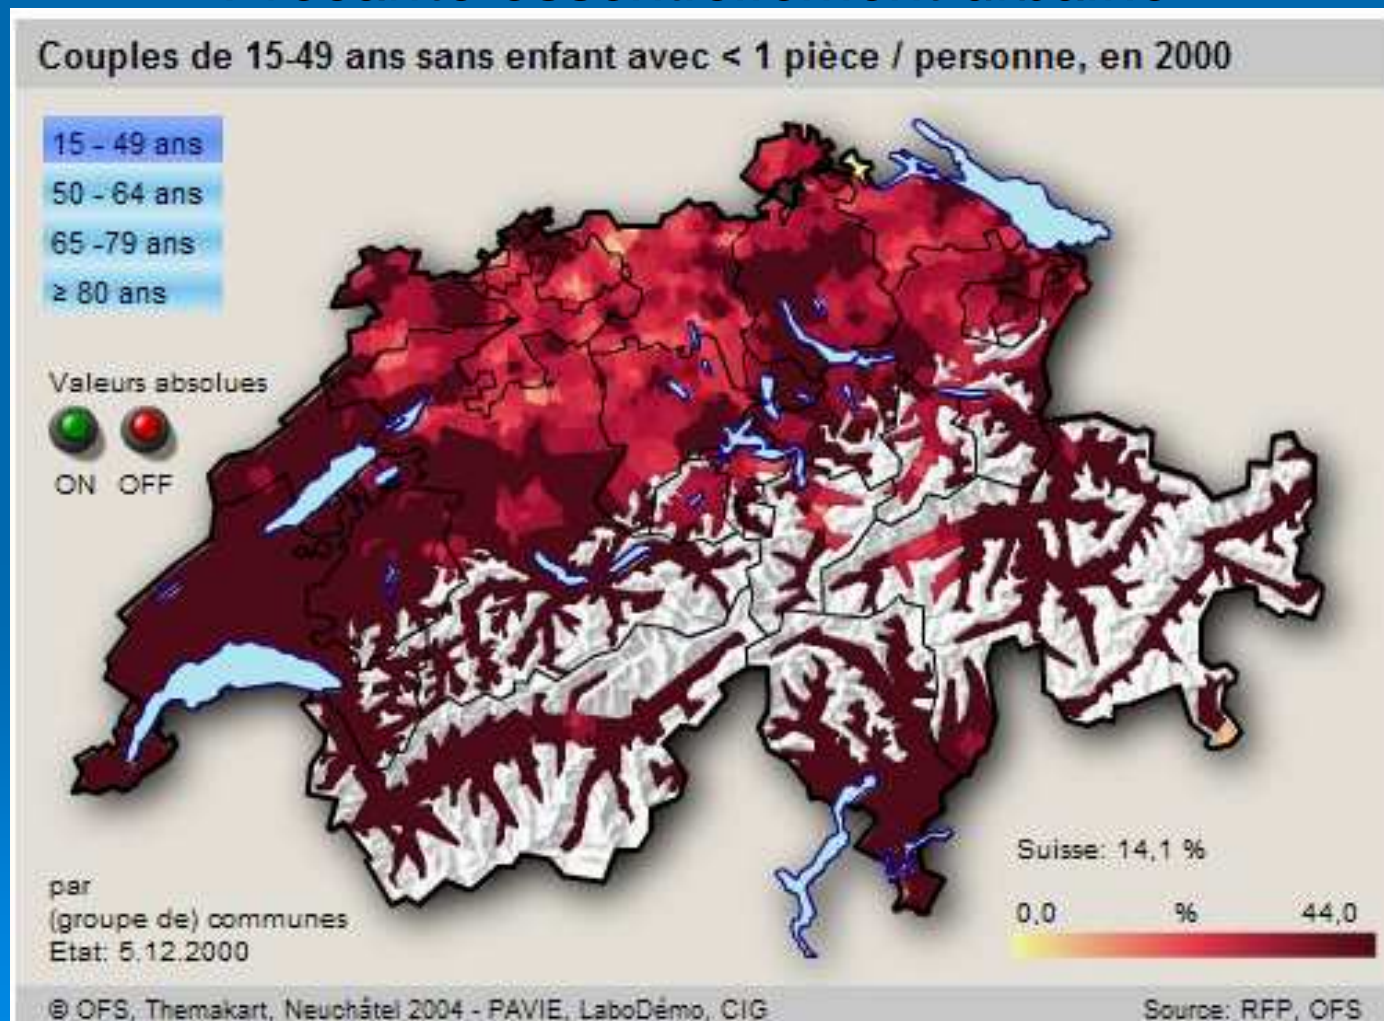 Couples de 15-49 ans sans enfant avec < 1 pièce / personne, en 2000
15 - 49 ans
50 - 64 ans
65 -79 ans
≥ 80 ans
Valeurs absolues
ON OFF
Suisse: 14,1 %
0,0 % 44,0
par
(groupe de) communes
Etat: 5.12.2000
© OFS, Themakart, Neuchâtel 2004 - PAVIE, LaboDémo, CIG
Source: RFP, OFS